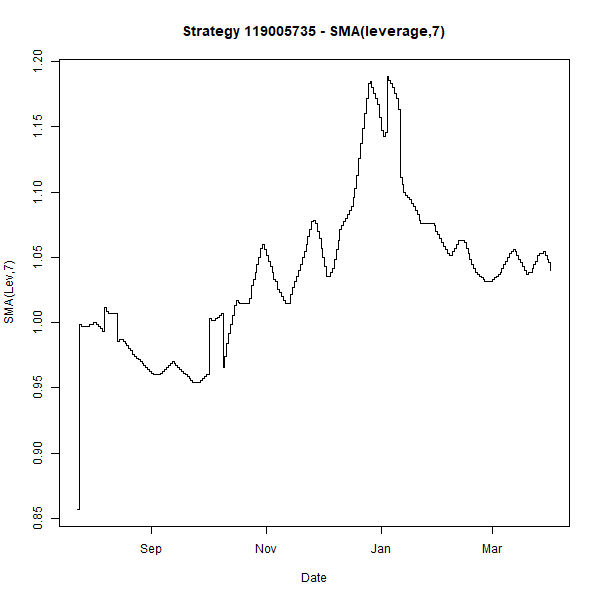 Strategy 119005735 - SMA(leverage,7)
SMA(Lev,7)
1.20
1.15
1.10
1.05
1.00
0.95
0.90
0.85
Sep Nov Jan Mar
Date